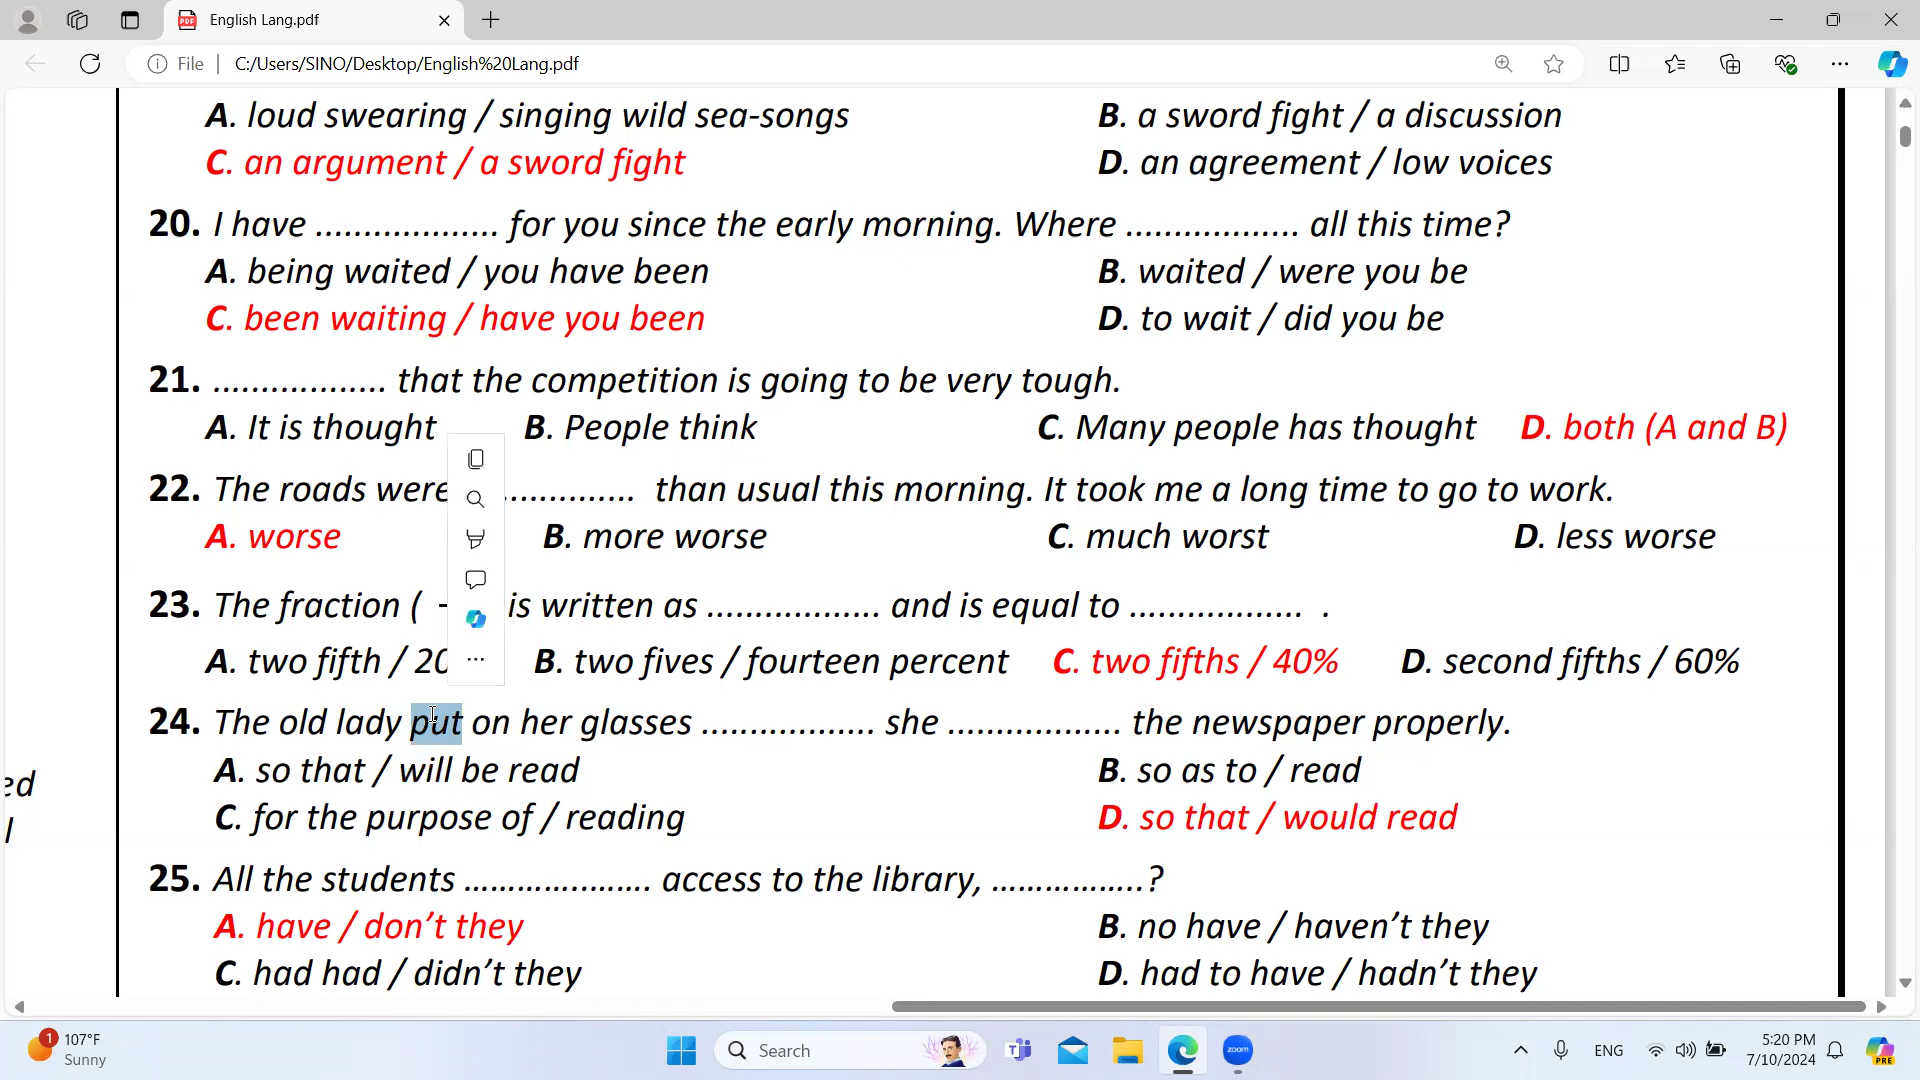 English Lang.pdf
File | C:/Users/SINO/Desktop/English%20Lang.pdf
A. loud swearing / singing wild sea-songs B. a sword fight / a discussion
C. an argument / a sword fight D. an agreement / low voices
20. I have ................... for you since the early morning. Where .................. all this time?
A. being waited / you have been B. waited / were you be
C. been waiting / have you been D. to wait / did you be
21. .................. that the competition is going to be very tough.
A. It is thought B. People think C. Many people has thought D. both (A and B)
22. The roads were .............. than usual this morning. It took me a long time to go to work.
A. worse B. more worse C. much worst D. less worse
23. The fraction ( is written as .................. and is equal to .................. .
A. two fifth / 20 B. two fives / fourteen percent C. two fifths / 40% D. second fifths / 60%
24. The old lady put on her glasses .................. she .................. the newspaper properly.
A. so that / will be read B. so as to / read
C. for the purpose of / reading D. so that / would read
25. All the students .................... access to the library, ................?
A. have / don't they B. no have / haven't they
C. had had / didn't they D. had to have / hadn't they
ed
l
1 107°F
Sunny
Search
zoom
ENG
5:20 PM
7/10/2024
PRE